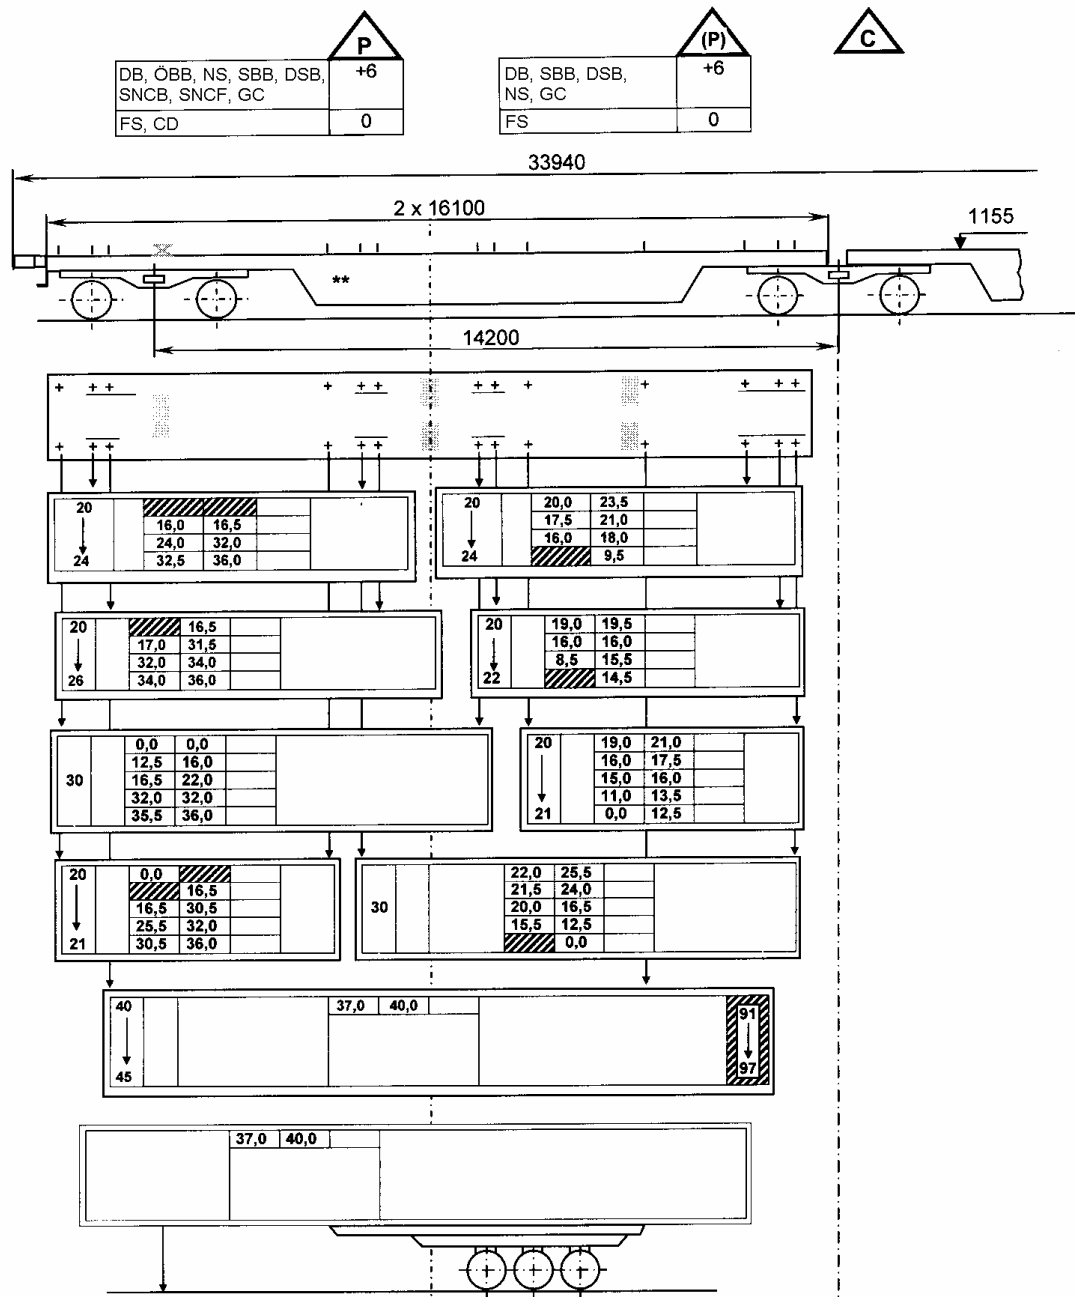 P
(P)
C
DB, ÖBB, NS, SBB, DSB, +6
SNCB, SNCF, GC
FS, CD 0
DB, SBB, DSB, +6
NS, GC
FS 0
33940
2 x 16100
1155
**
14200
20
16,0 16,5
24,0 32,0
24 32,5 36,0
20 20,0 23,5
17,5 21,0
16,0 18,0
24 9,5
20 16,5
17,0 31,5
32,0 34,0
26 34,0 36,0
20 19,0 19,5
16,0 16,0
8,5 15,5
22 14,5
0,0 0,0
12,5 16,0
30 16,5 22,0
32,0 32,0
35,5 36,0
20 19,0 21,0
16,0 17,5
15,0 16,0
11,0 13,5
21 0,0 12,5
20 0,0
16,5
16,5 30,5
25,5 32,0
21 30,5 36,0
22,0 25,5
21,5 24,0
30 20,0 16,5
15,5 12,5
0,0
40 37,0 40,0 91
45 97
37,0 40,0